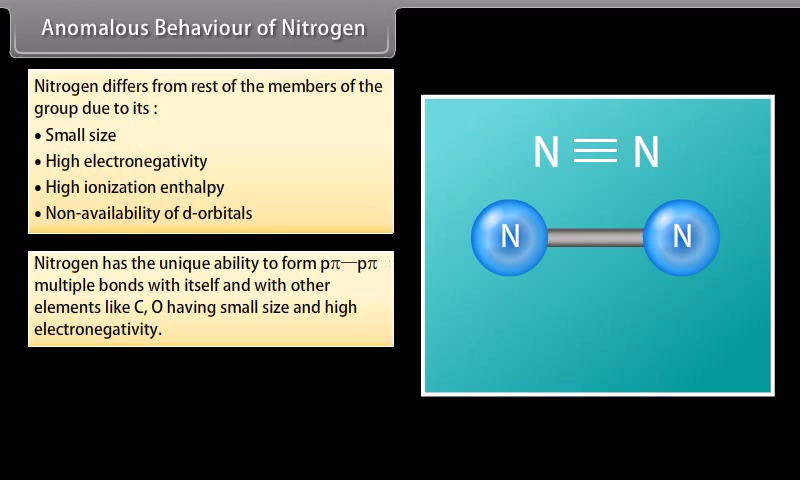 Anomalous Behaviour of Nitrogen
Nitrogen differs from rest of the members of the
group due to its :
• Small size
• High electronegativity
• High ionization enthalpy
• Non-availability of d-orbitals
Nitrogen has the unique ability to form pπ—pπ
multiple bonds with itself and with other
elements like C, O having small size and high
electronegativity.
N ≡ N
N N